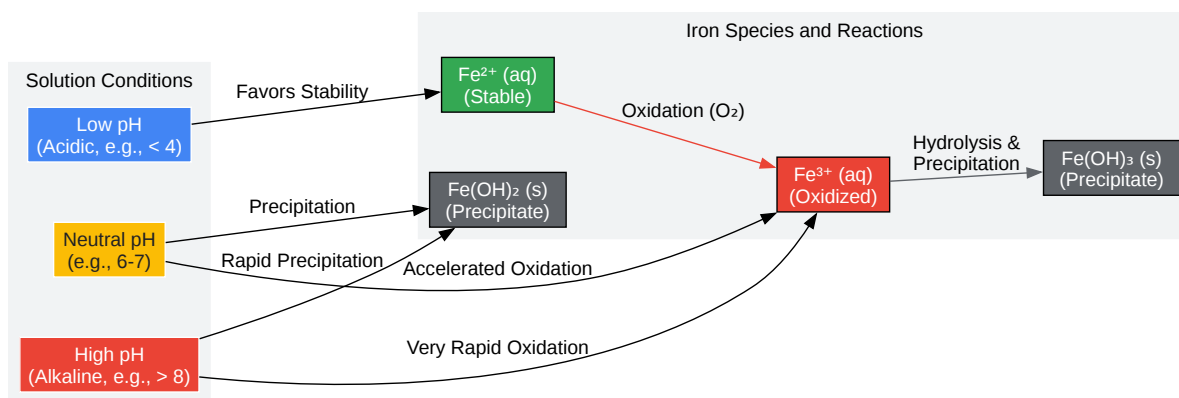 Iron Species and Reactions
Solution Conditions
Low pH
(Acidic, e.g., < 4)
Neutral pH
(e.g., 6-7)
High pH
(Alkaline, e.g., > 8)
Favors Stability
Precipitation
Rapid Precipitation
Accelerated Oxidation
Very Rapid Oxidation
Fe²⁺ (aq)
(Stable)
Fe(OH)₂ (s)
(Precipitate)
Oxidation (O₂)
Fe³⁺ (aq)
(Oxidized)
Hydrolysis &
Precipitation
Fe(OH)₃ (s)
(Precipitate)